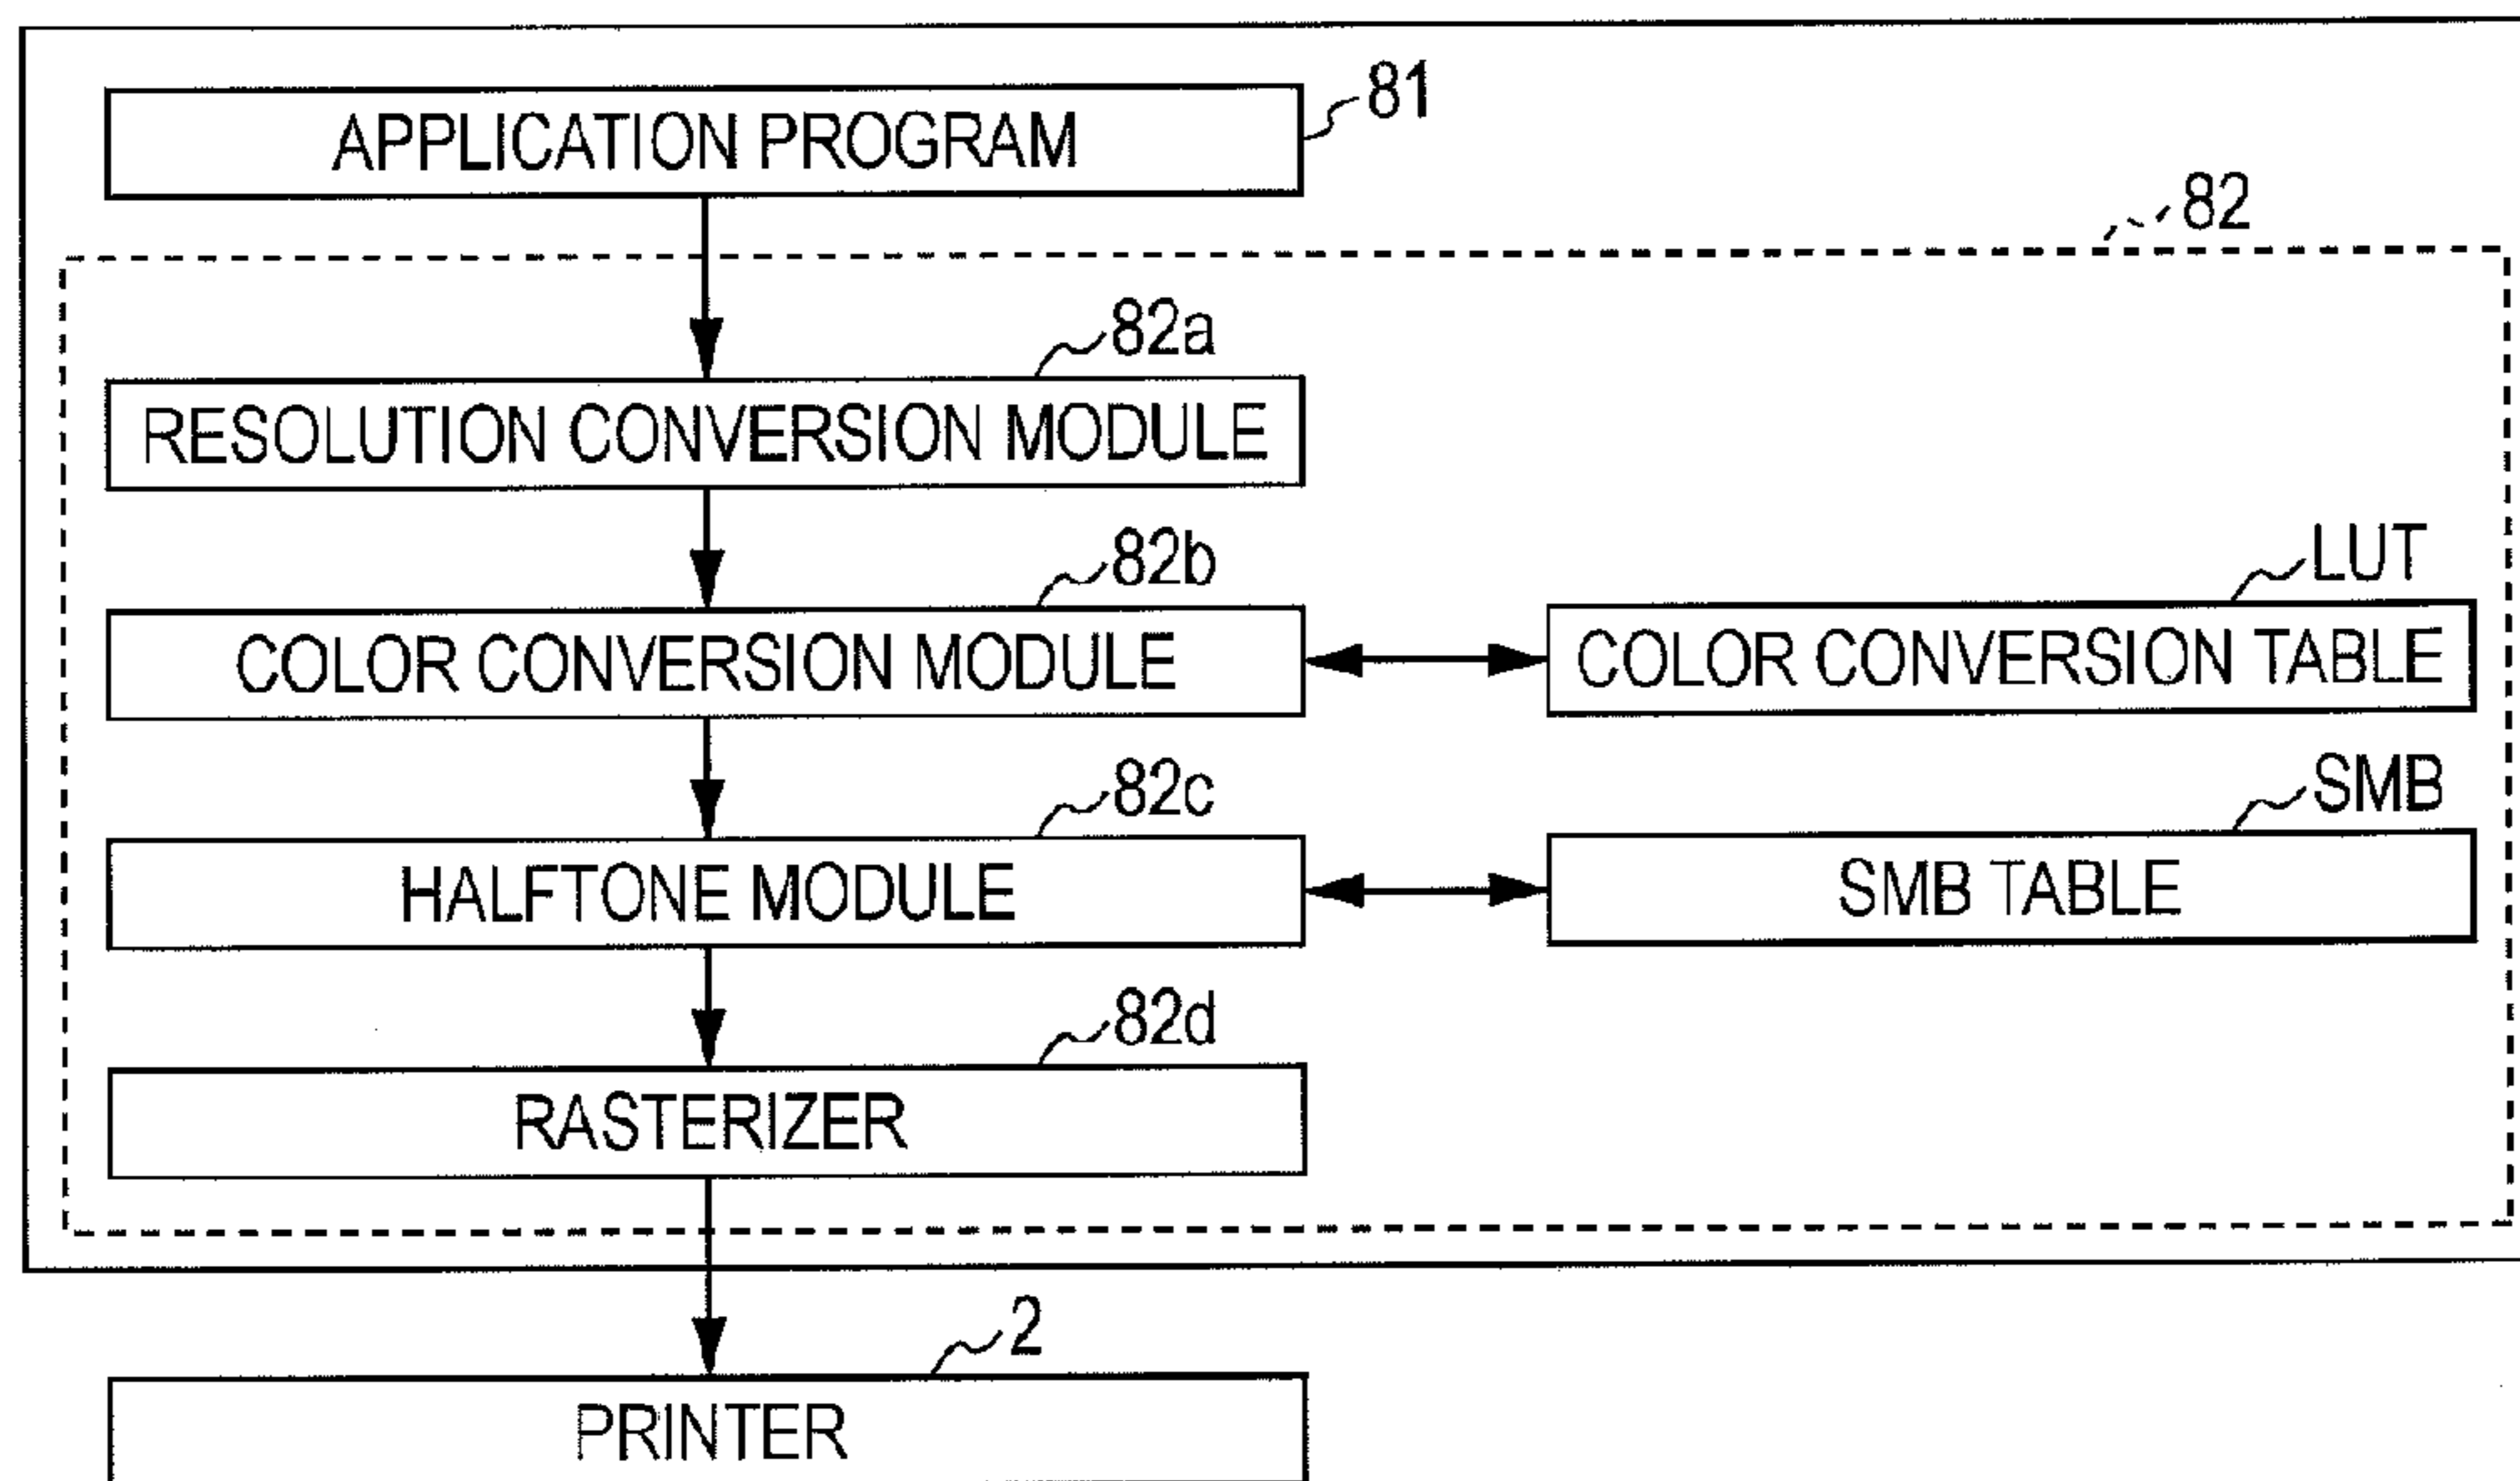 81
APPLICATION PROGRAM
82
82a
RESOLUTION CONVERSION MODULE
82b
LUT
COLOR CONVERSION MODULE
COLOR CONVERSION TABLE
82c
SMB
HALFTONE MODULE
SMB TABLE
82d
RASTERIZER
2
PRINTER